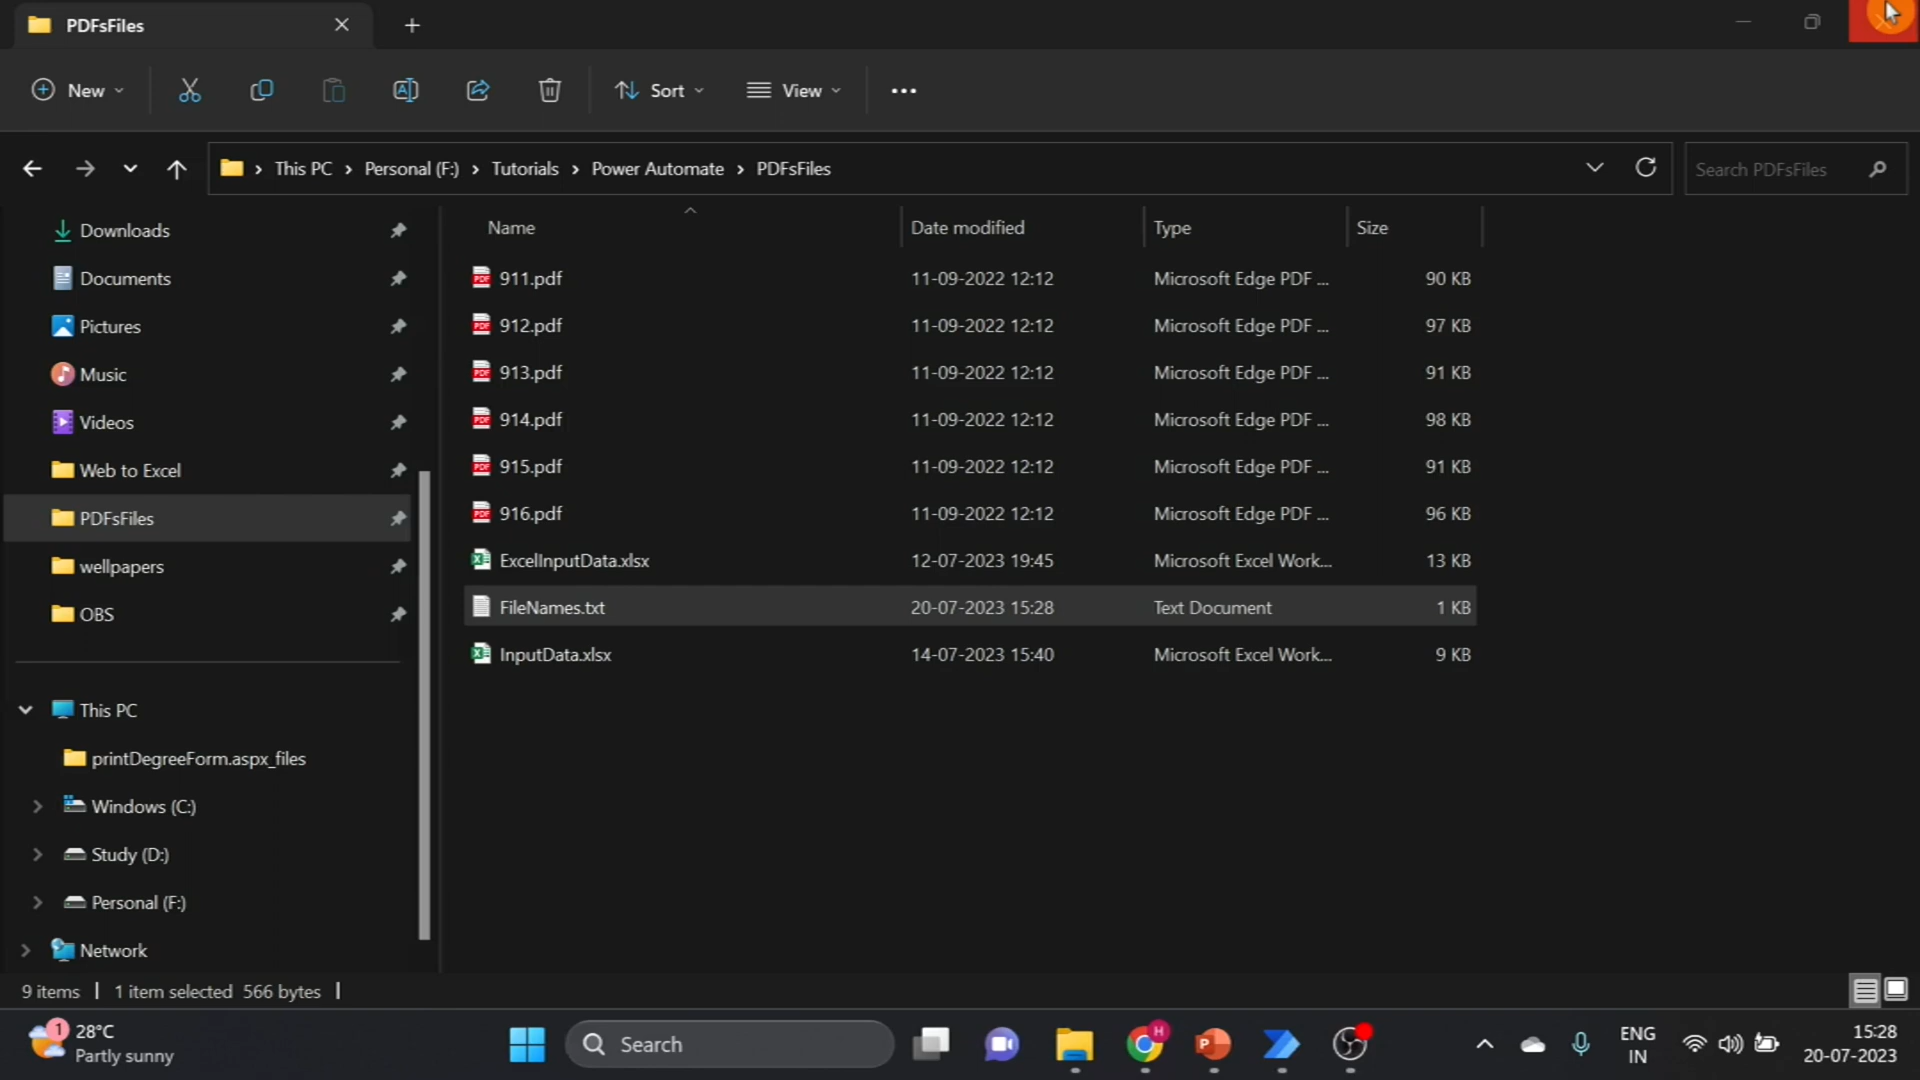 PDFsFiles
New
Sort
View
This PC > Personal (F:) > Tutorials > Power Automate > PDFsFiles
Search PDFsFiles
Downloads
Documents
Pictures
Music
Videos
Web to Excel
PDFsFiles
wellpapers
OBS
This PC
printDegreeForm.aspx_files
Windows (C:)
Study (D:)
Personal (F:)
Network
Name Date modified Type Size
911.pdf 11-09-2022 12:12 Microsoft Edge PDF ... 90 KB
912.pdf 11-09-2022 12:12 Microsoft Edge PDF ... 97 KB
913.pdf 11-09-2022 12:12 Microsoft Edge PDF ... 91 KB
914.pdf 11-09-2022 12:12 Microsoft Edge PDF ... 98 KB
915.pdf 11-09-2022 12:12 Microsoft Edge PDF ... 91 KB
916.pdf 11-09-2022 12:12 Microsoft Edge PDF ... 96 KB
ExcelInputData.xlsx 12-07-2023 19:45 Microsoft Excel Work... 13 KB
FileNames.txt 20-07-2023 15:28 Text Document 1 KB
InputData.xlsx 14-07-2023 15:40 Microsoft Excel Work... 9 KB
9 items 1 item selected 566 bytes
1
28°C
Partly sunny
Search
H
P
ENG
IN
15:28
20-07-2023